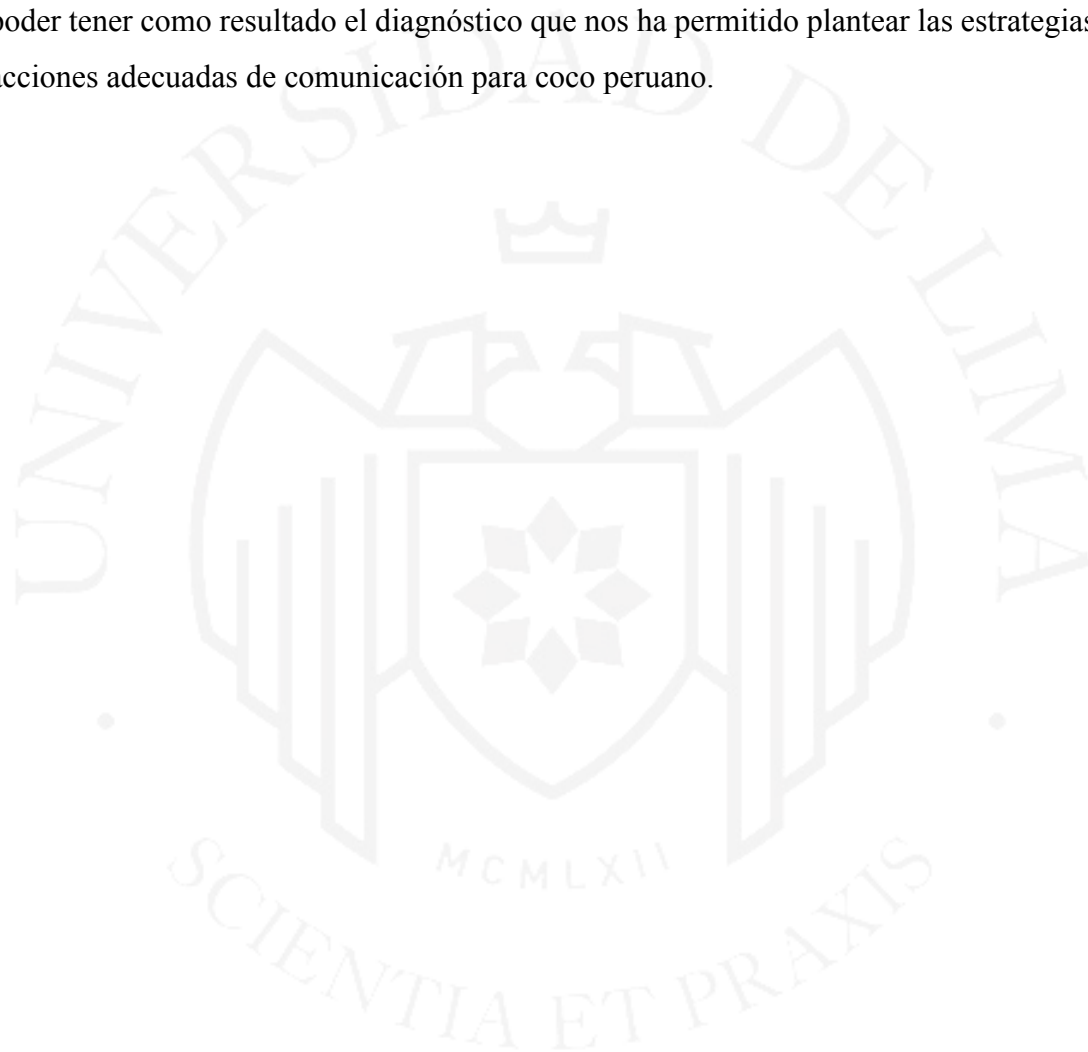 poder tener como resultado el diagnóstico que nos ha permitido plantear las estrategias
acciones adecuadas de comunicación para coco peruano.
UNIVERSIDAD DE LIMA
MCMLXII
SCIENTIA ET PRAXIS